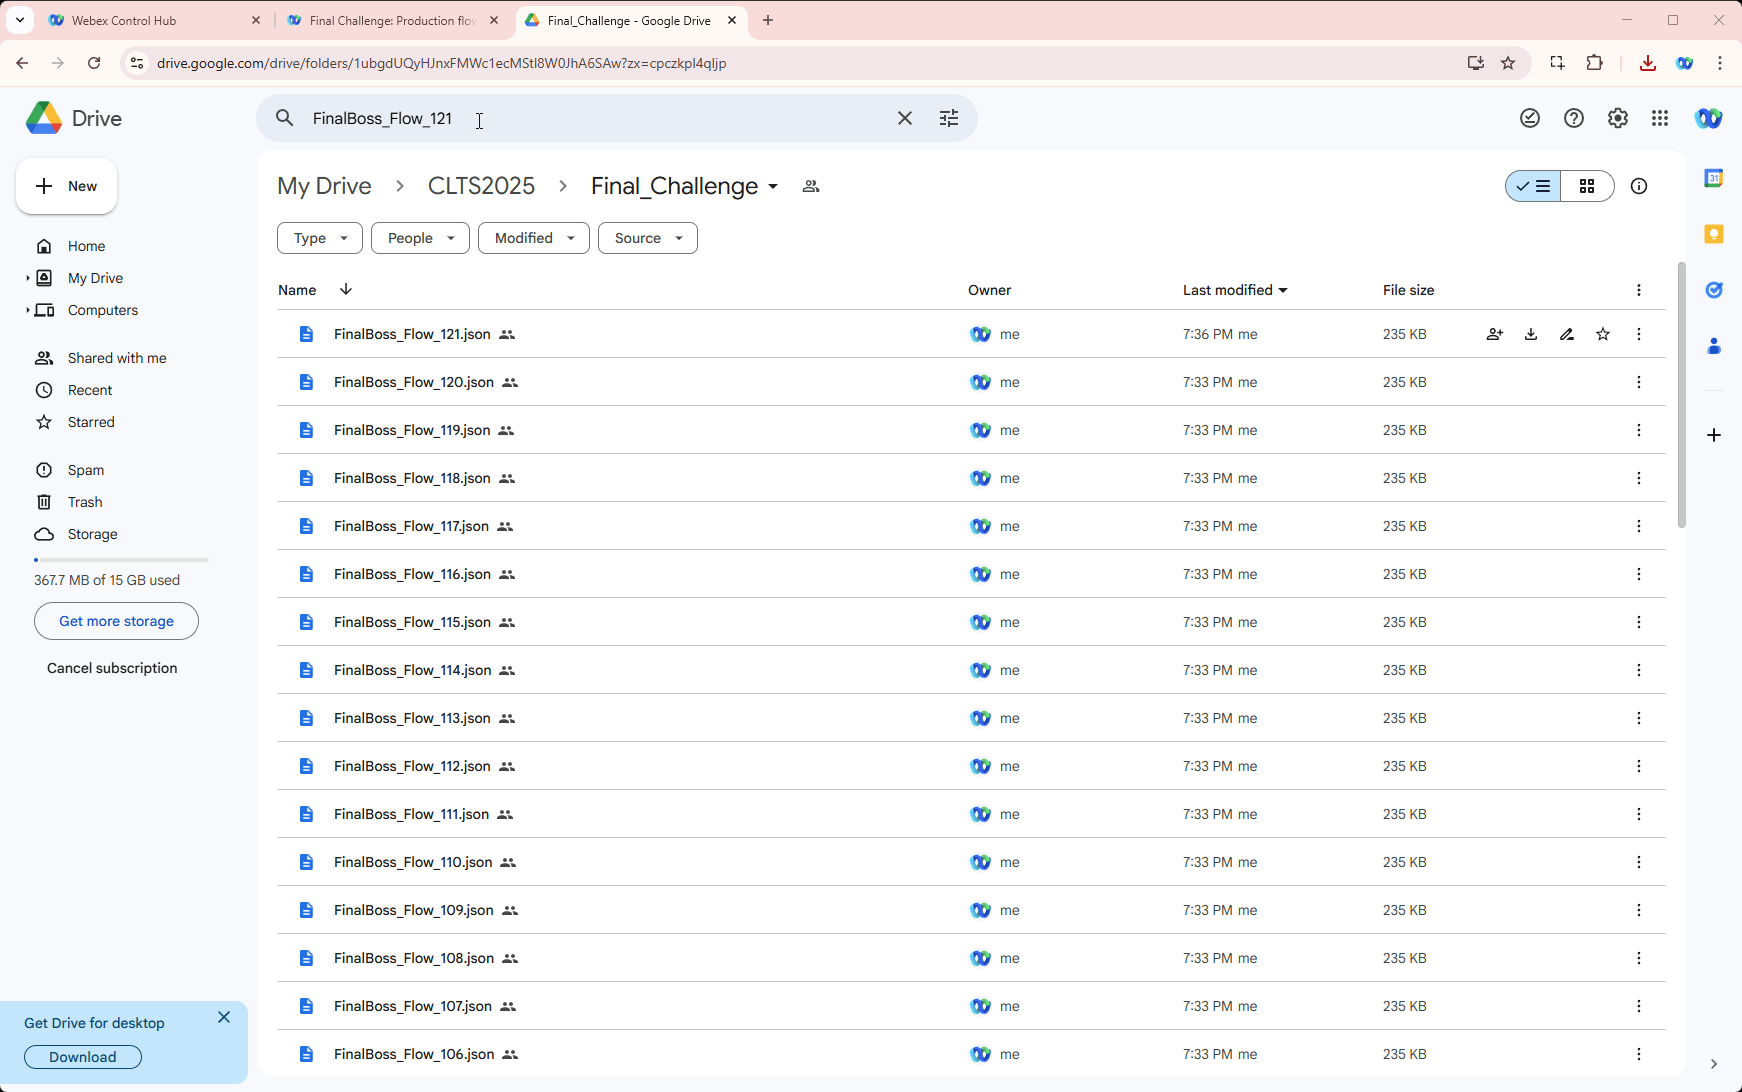 Webex Control Hub
Final Challenge: Production flow
Final_Challenge - Google Drive
drive.google.com/drive/folders/1ubgdUQyHJnxFMWc1ecMStI8W0JhA6SAw?zx=cpczkpl4qljp
Drive
FinalBoss_Flow_121
New
Home
My Drive
Computers
Shared with me
Recent
Starred
Spam
Trash
Storage
367.7 MB of 15 GB used
Get more storage
Cancel subscription
Get Drive for desktop
Download
My Drive > CLTS2025 > Final_Challenge
Type People Modified Source
Name Owner Last modified File size
FinalBoss_Flow_121.json me 7:36 PM me 235 KB
FinalBoss_Flow_120.json me 7:33 PM me 235 KB
FinalBoss_Flow_119.json me 7:33 PM me 235 KB
FinalBoss_Flow_118.json me 7:33 PM me 235 KB
FinalBoss_Flow_117.json me 7:33 PM me 235 KB
FinalBoss_Flow_116.json me 7:33 PM me 235 KB
FinalBoss_Flow_115.json me 7:33 PM me 235 KB
FinalBoss_Flow_114.json me 7:33 PM me 235 KB
FinalBoss_Flow_113.json me 7:33 PM me 235 KB
FinalBoss_Flow_112.json me 7:33 PM me 235 KB
FinalBoss_Flow_111.json me 7:33 PM me 235 KB
FinalBoss_Flow_110.json me 7:33 PM me 235 KB
FinalBoss_Flow_109.json me 7:33 PM me 235 KB
FinalBoss_Flow_108.json me 7:33 PM me 235 KB
FinalBoss_Flow_107.json me 7:33 PM me 235 KB
FinalBoss_Flow_106.json me 7:33 PM me 235 KB
31